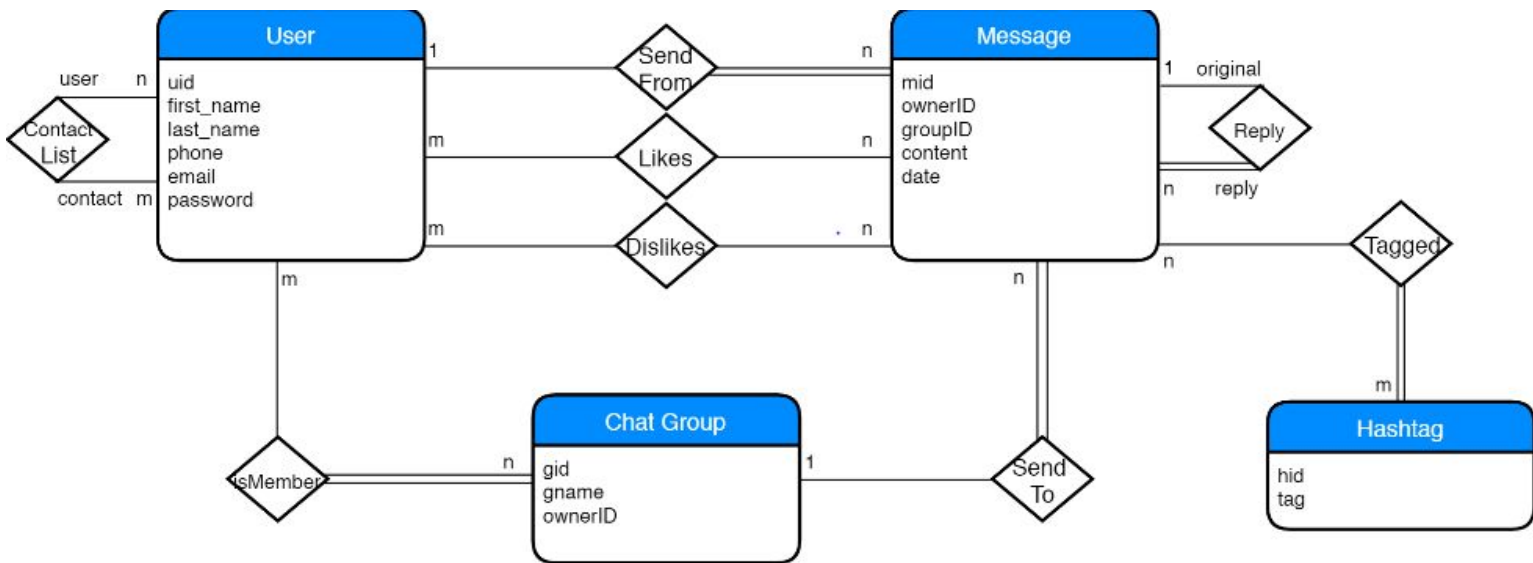 User
uid
first_name
last_name
phone
email
password
user
n
Contact
List
contact
m
1
Send
From
n
m
Likes
n
m
Dislikes
n
Message
mid
ownerID
groupID
content
date
1
original
Reply
n
reply
n
Tagged
m
Hashtag
hid
tag
m
isMember
n
Chat Group
gid
gname
ownerID
1
Send
To
n